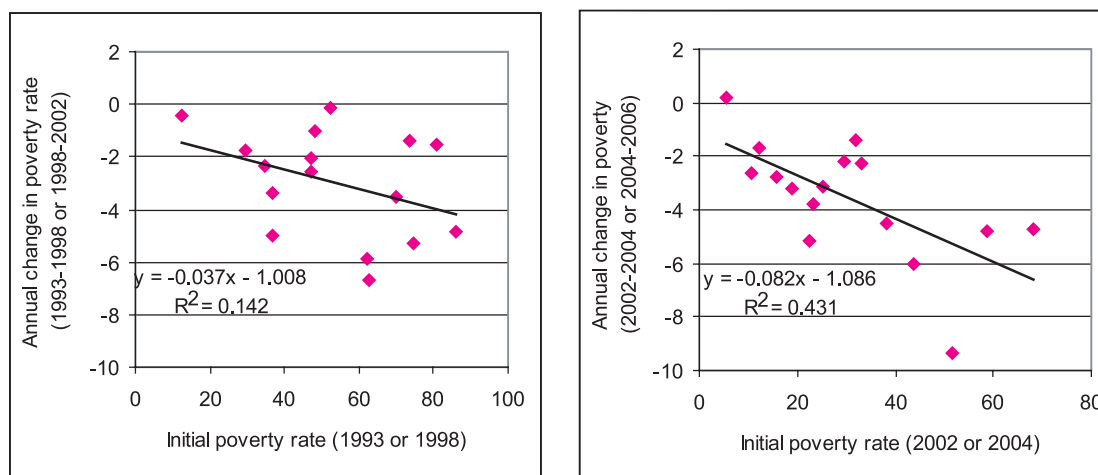 Annual change in poverty rate
(1993-1998 or 1998-2002)
2
0
-2
-4
-6
-8
-10
y = -0.037x - 1.008
R2 = 0.142
0 20 40 60 80 100
Initial poverty rate (1993 or 1998)
Annual change in poverty
(2002-2004 or 2004-2006)
2
0
-2
-4
-6
-8
-10
y = -0.082x - 1.086
R2 = 0.431
0 20 40 60 80
Initial poverty rate (2002 or 2004)